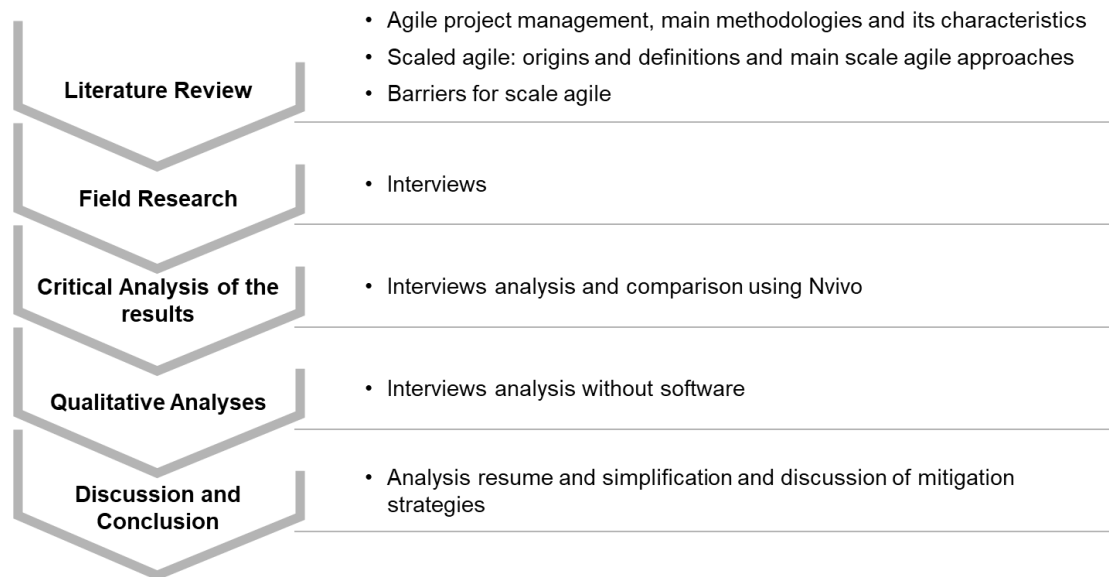 Literature Review
• Agile project management, main methodologies and its characteristics
• Scaled agile: origins and definitions and main scale agile approaches
• Barriers for scale agile
Field Research
• Interviews
Critical Analysis of the
results
• Interviews analysis and comparison using Nvivo
Qualitative Analyses
• Interviews analysis without software
Discussion and
Conclusion
• Analysis resume and simplification and discussion of mitigation
strategies